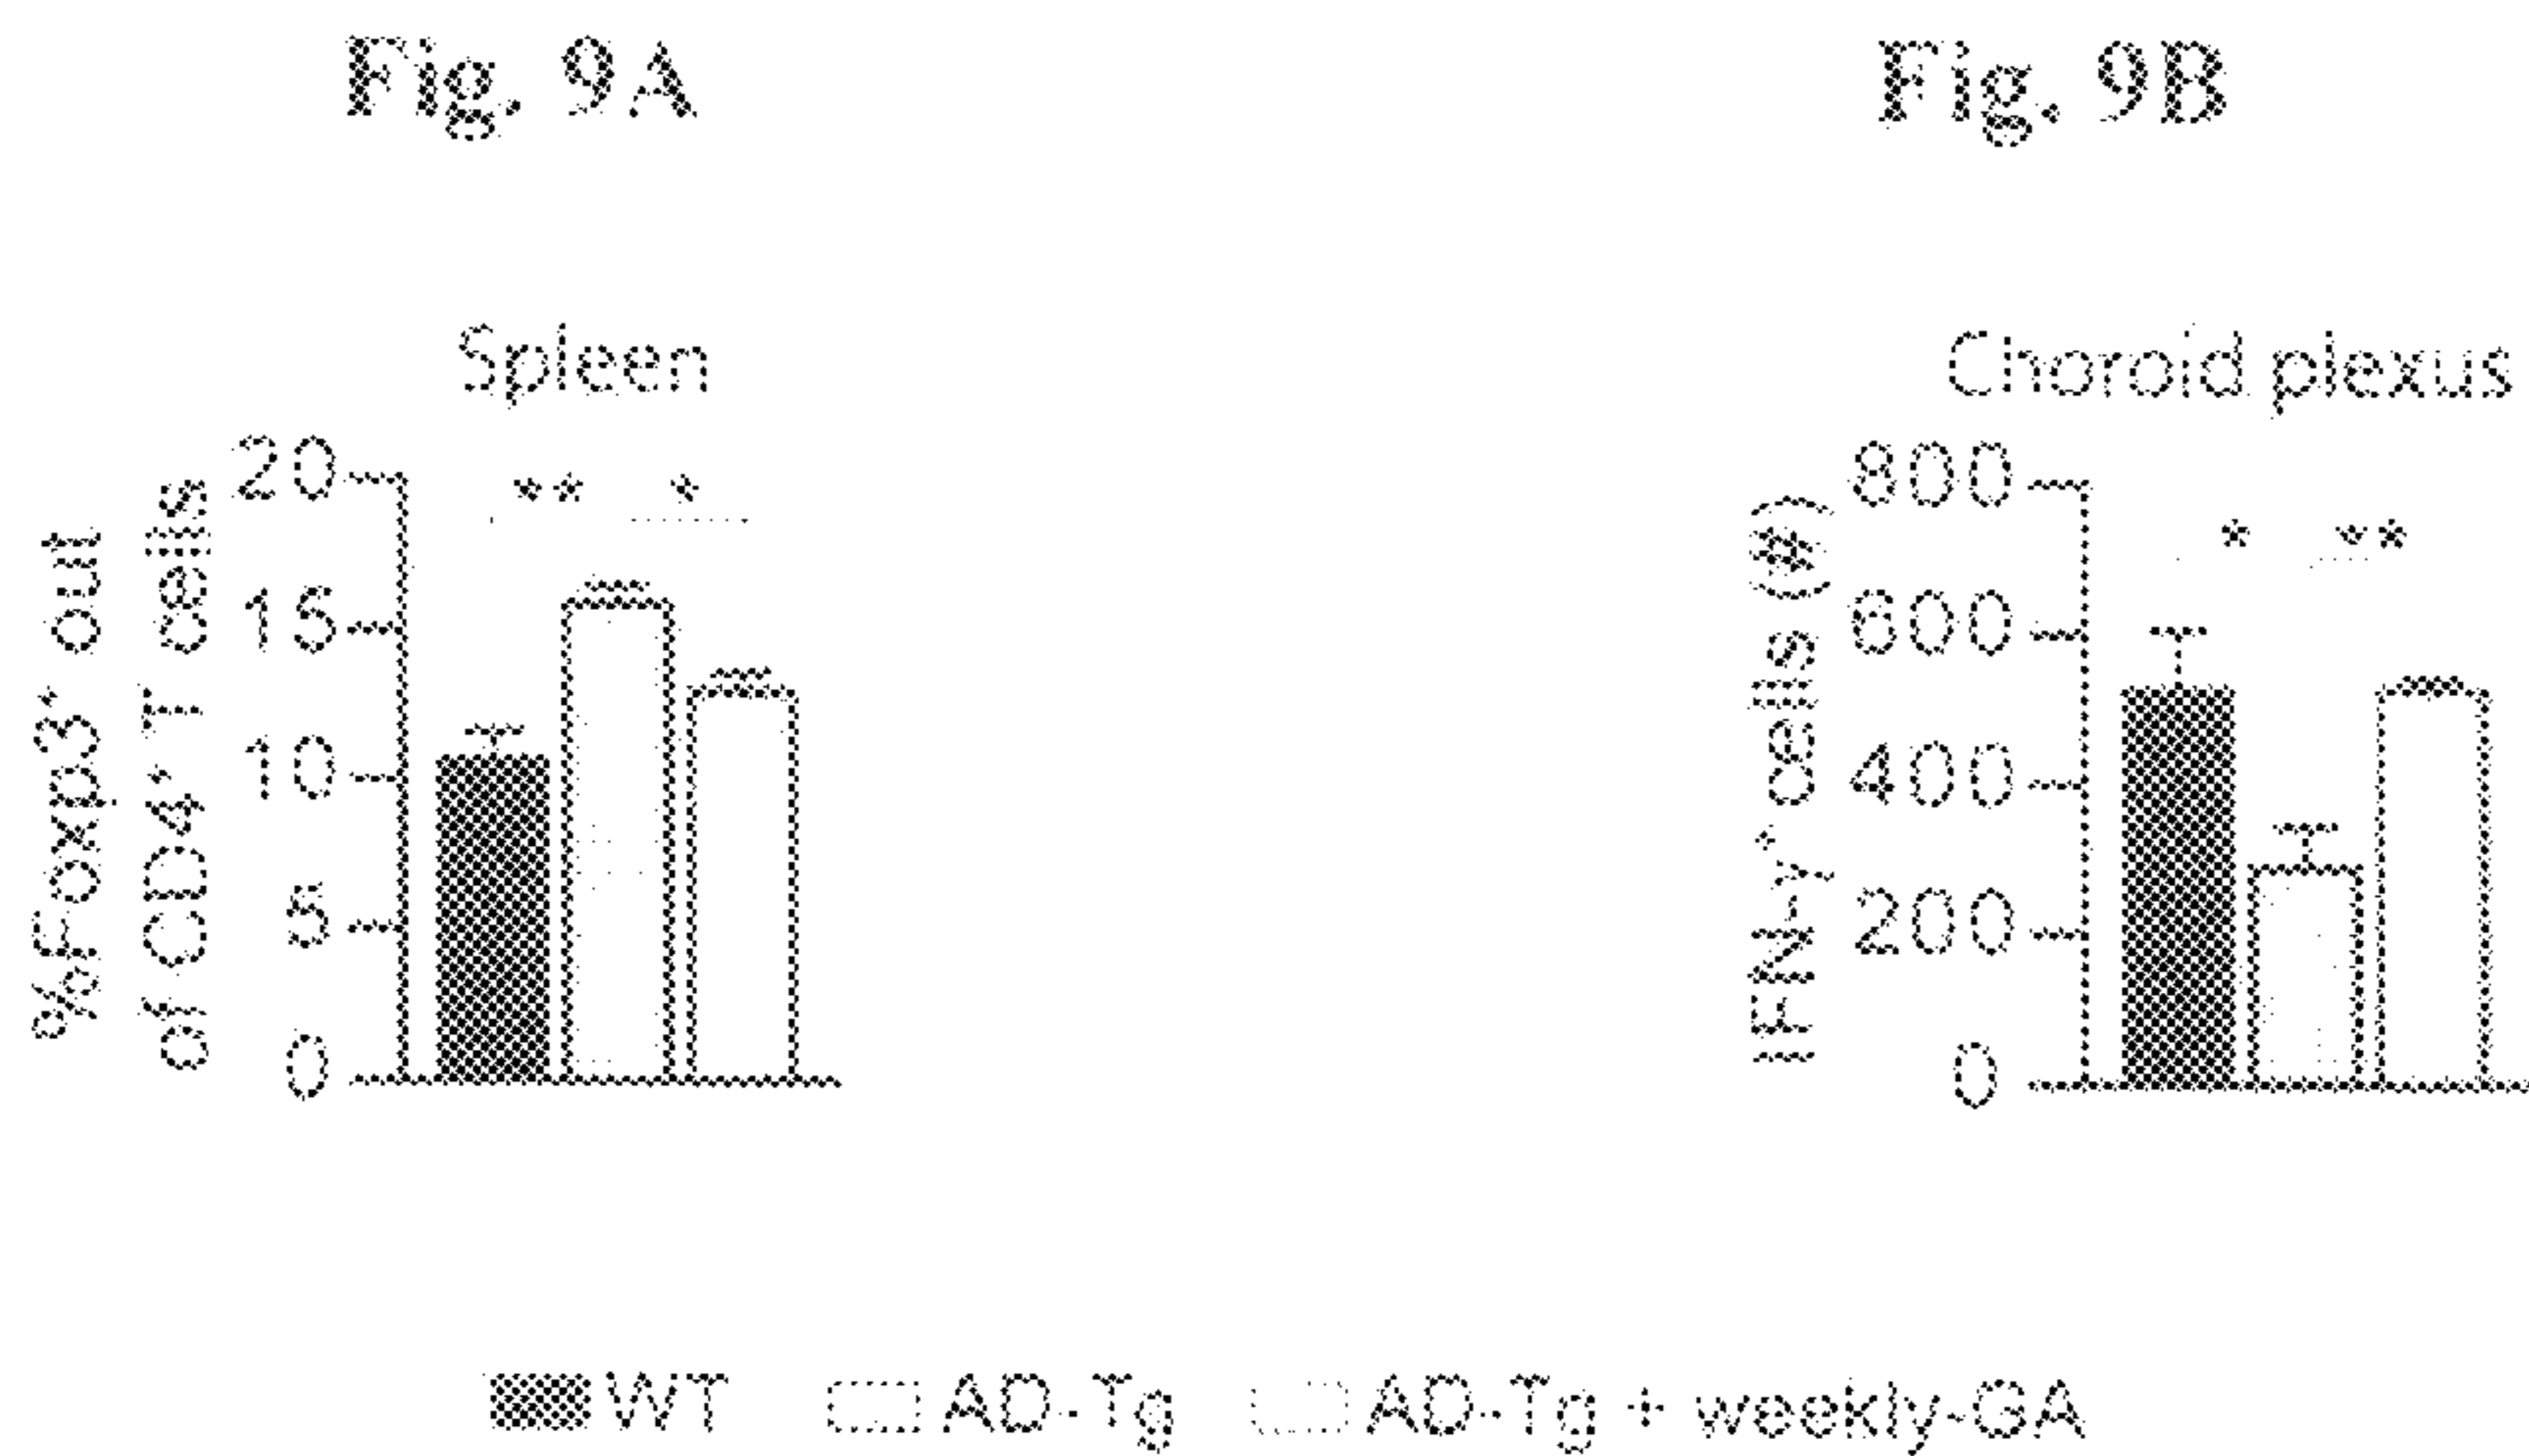 Fig. 9A
Fig. 9B
Spleen
%Foxp3⁺ out
of CD4⁺ T cells
20
** *
15
10
5
0
Choroid plexus
IFN-γ⁺ cells (#)
800
* **
600
400
200
0
WT AD-Tg AD-Tg + weekly-GA